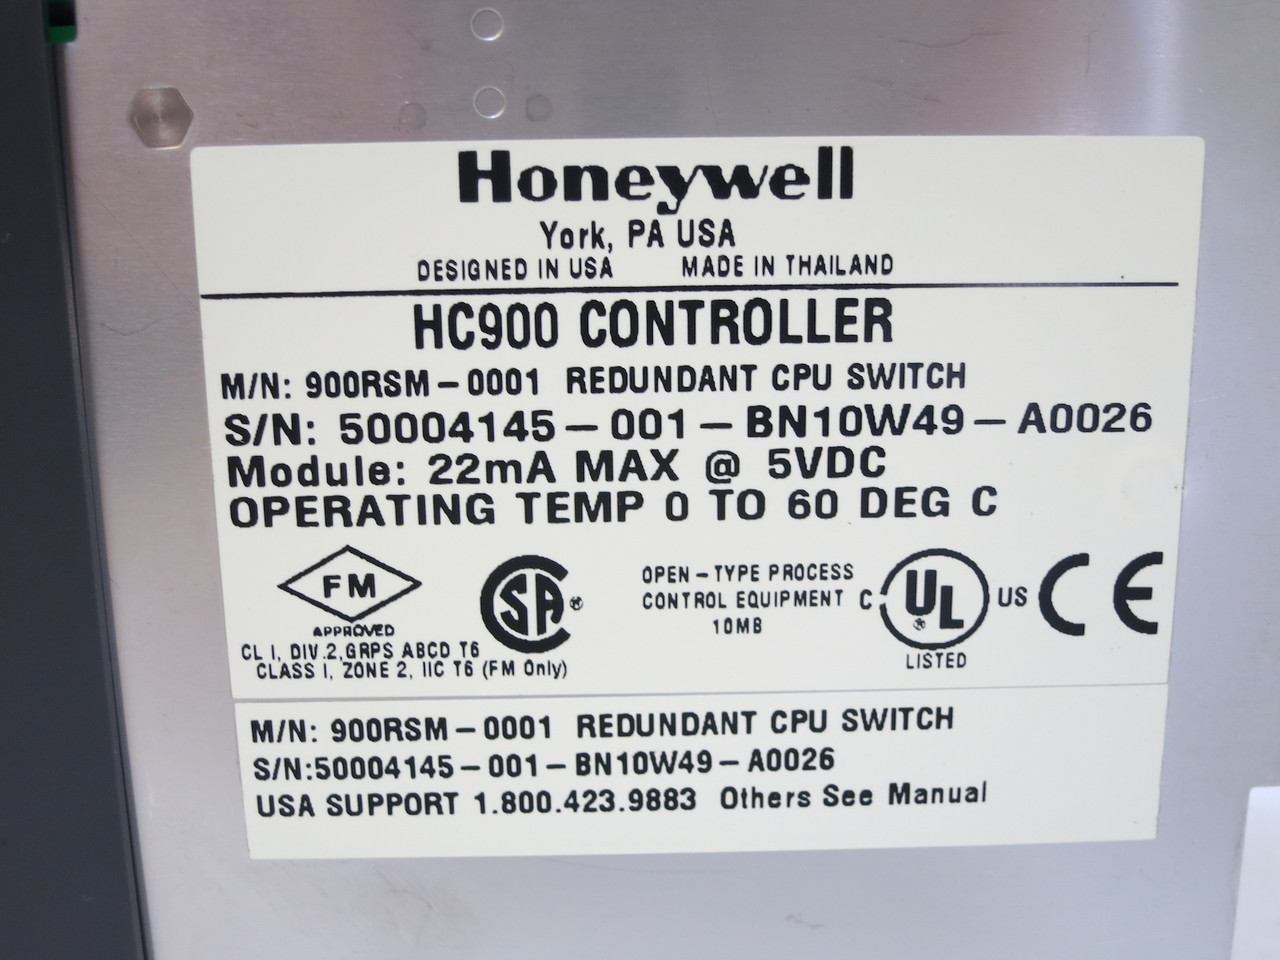 Honeywell
York, PA USA
DESIGNED IN USA MADE IN THAILAND
HC900 CONTROLLER
M/N: 900RSM-0001 REDUNDANT CPU SWITCH
S/N: 50004145-001-BN10W49-A0026
Module: 22mA MAX @ 5VDC
OPERATING TEMP 0 TO 60 DEG C
FM
APPROVED
CL I, DIV.2,GRPS ABCD T6
CLASS I, ZONE 2, IIC T6 (FM Only)
SA ®
OPEN-TYPE PROCESS
CONTROL EQUIPMENT
10MB
C UL ® US
LISTED
CE
M/N: 900RSM-0001 REDUNDANT CPU SWITCH
S/N:50004145-001-BN10W49-A0026
USA SUPPORT 1.800.423.9883 Others See Manual